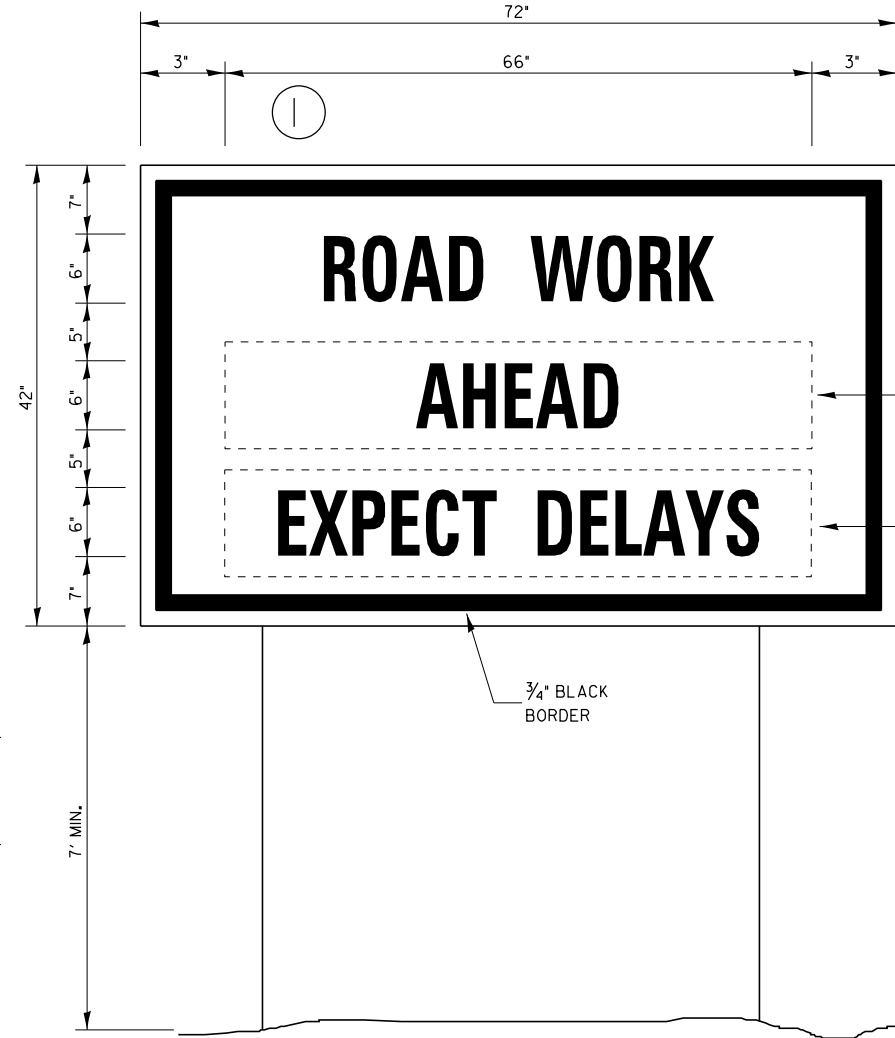 72"
3" 66" 3"
1
7"
6"
5"
6"
5"
6"
7"
42"
ROAD WORK
AHEAD
EXPECT DELAYS
3/4" BLACK
BORDER
7' MIN.